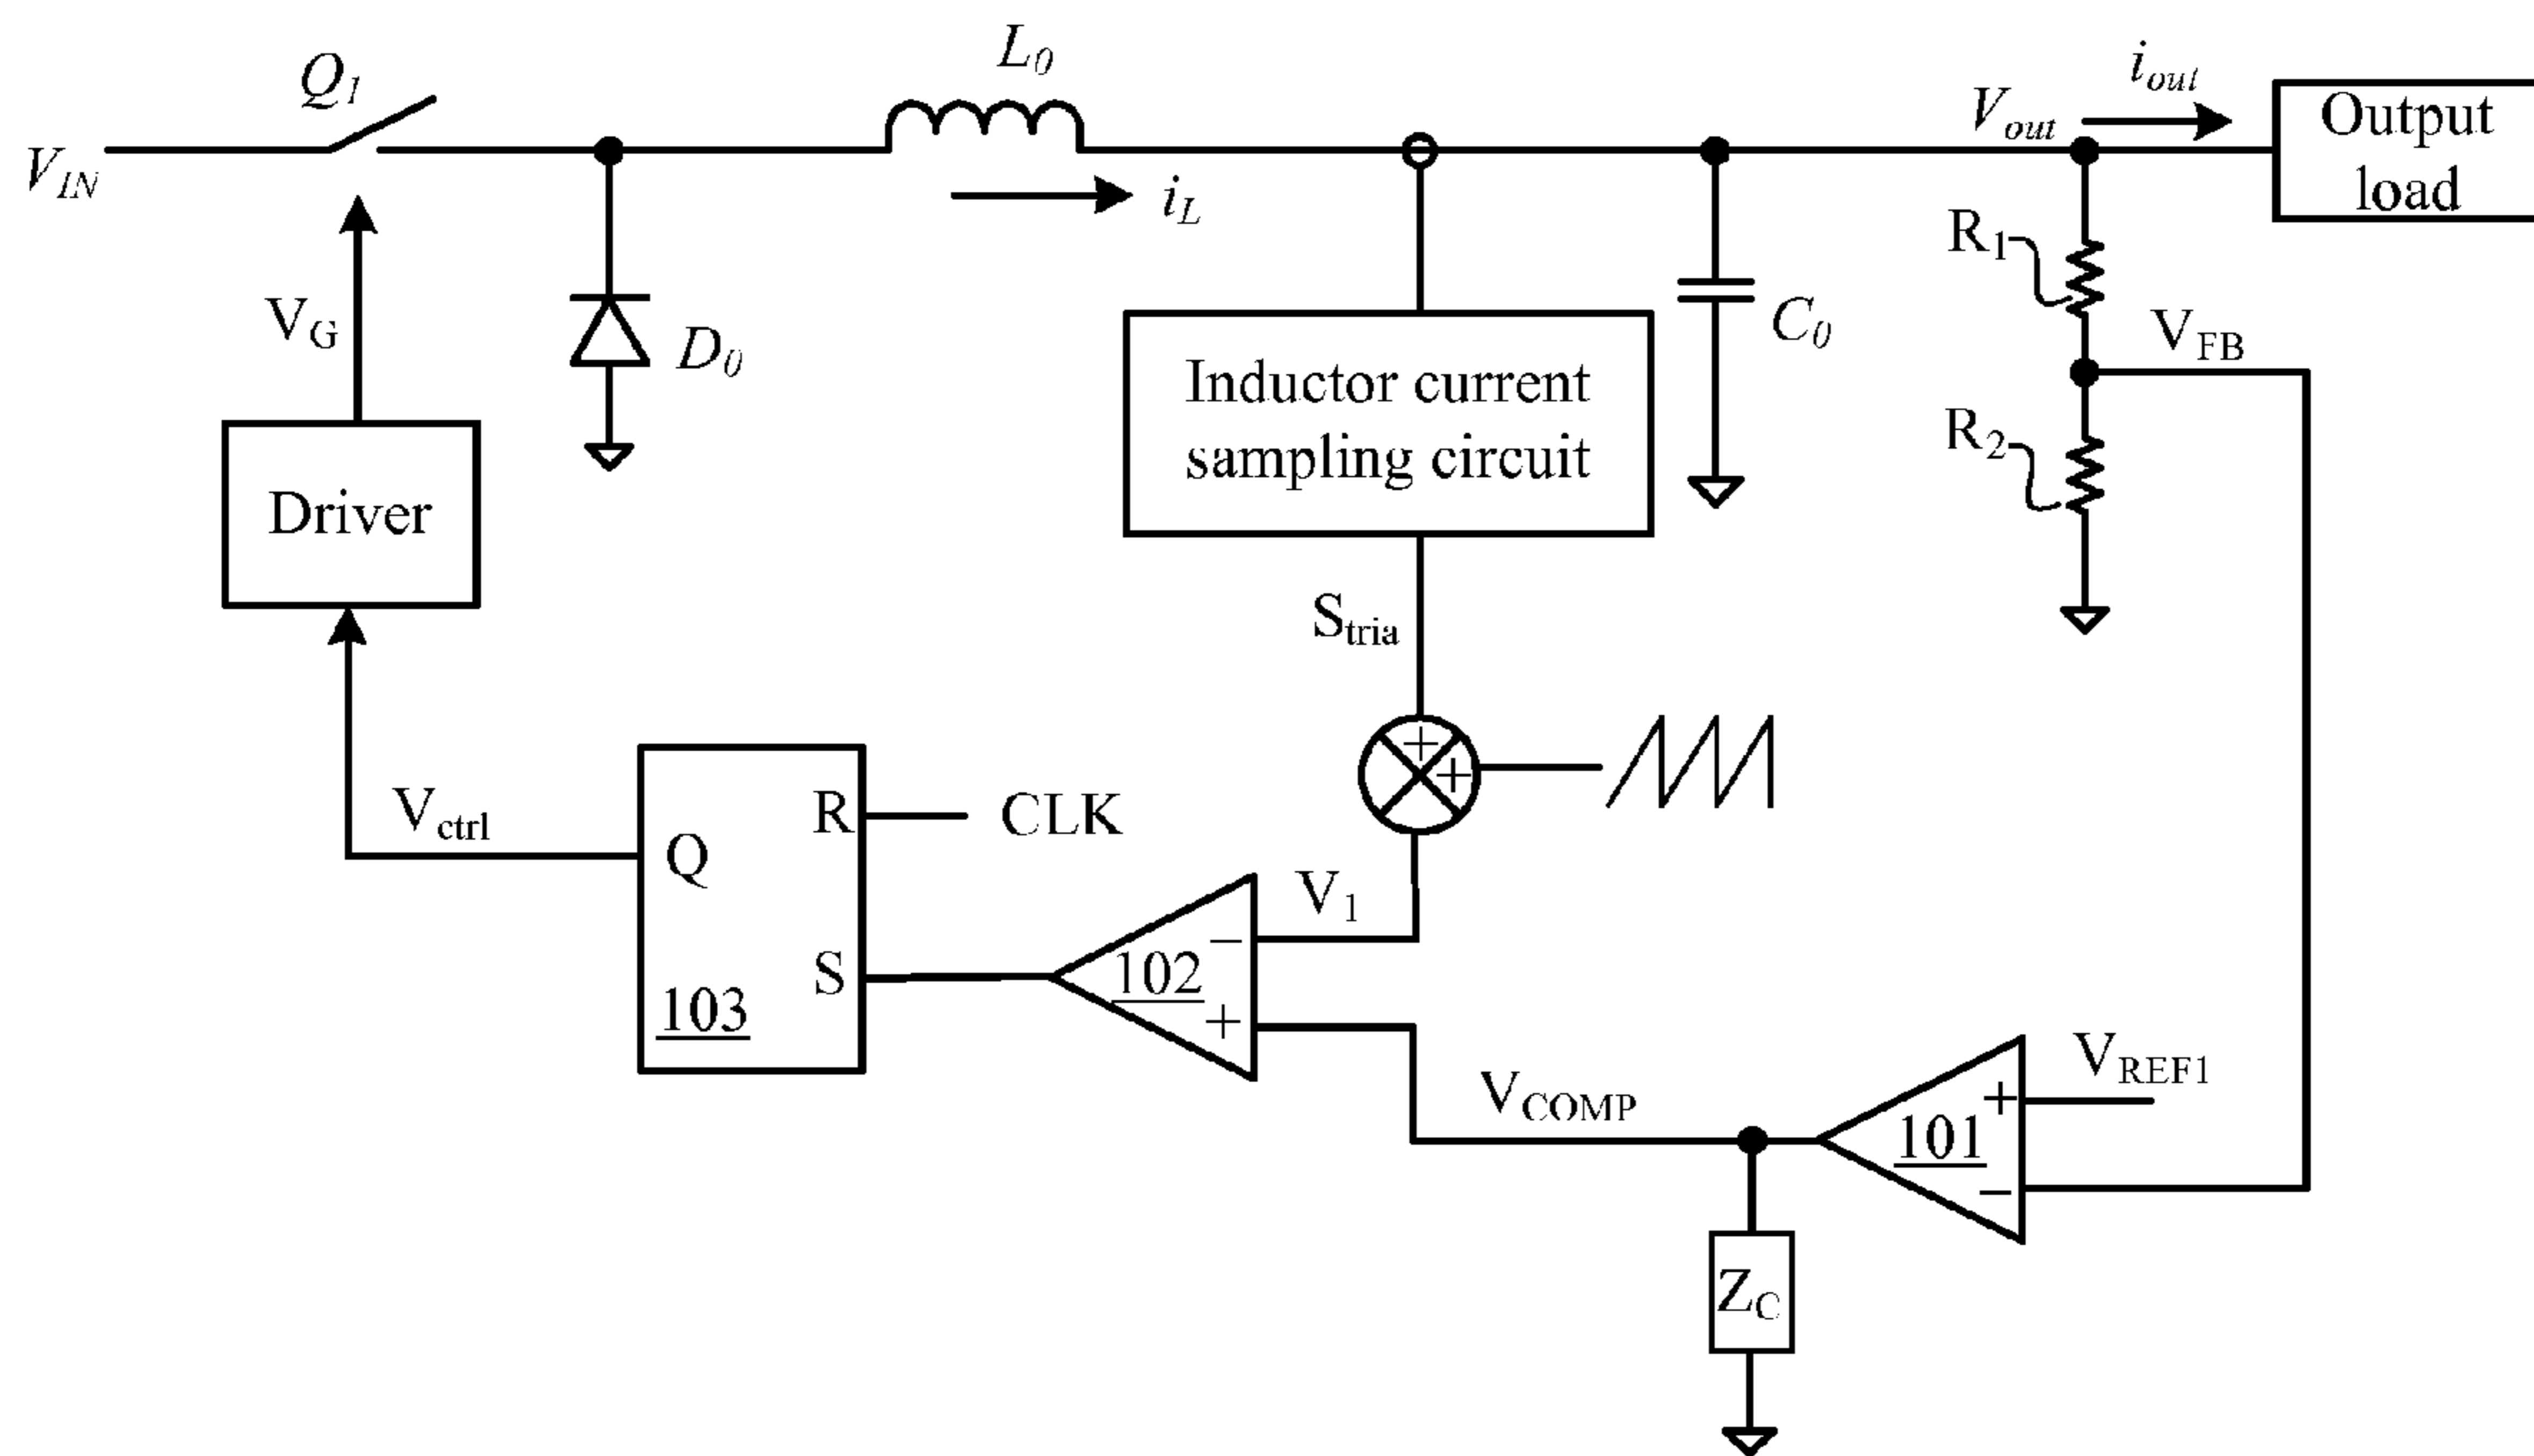 L0
Q1
iout
Vout
Output
load
VIN
iL
R1
VG
D0
C0
VFB
Inductor current
sampling circuit
R2
Driver
Stria
+
+
Vctrl
R
CLK
Q
V1
S
−
102
103
+
VREF1
VCOMP
+
101
−
ZC